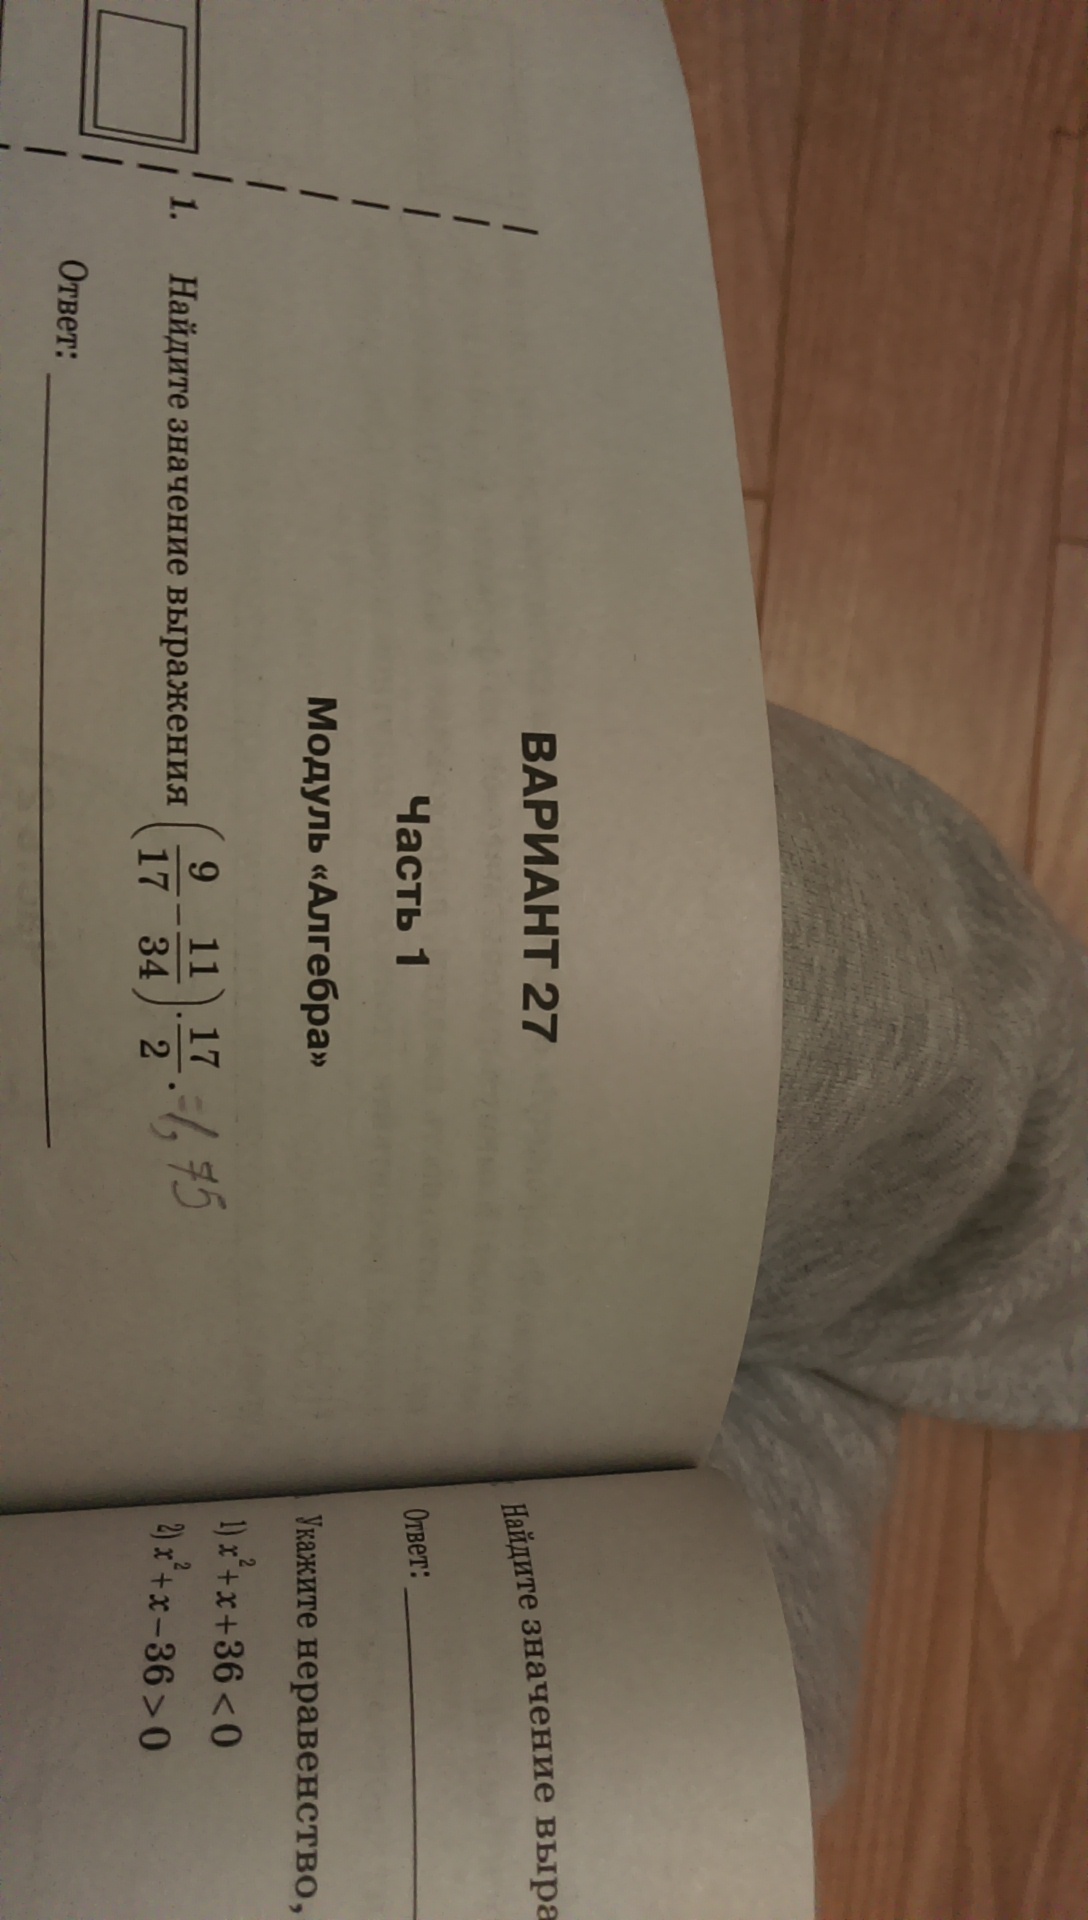 ВАРИАНТ 27
Часть 1
Модуль «Алгебра»
1. Найдите значение выражения (9/17 − 11/34) · 17/2. =1,75
Ответ:
Найдите значение выра
Ответ:
Укажите неравенство,
1) x² + x + 36 < 0
2) x² + x − 36 > 0